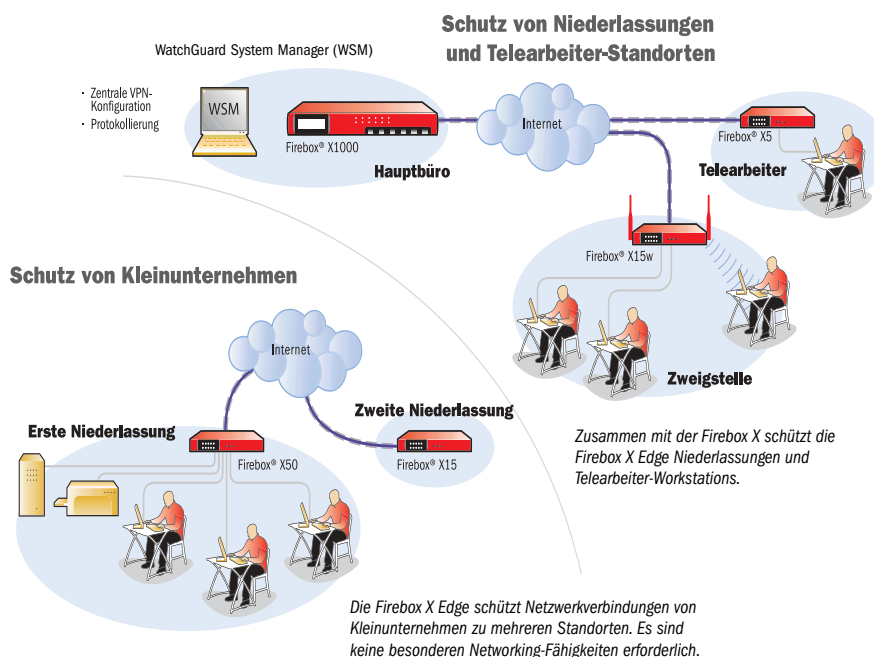 Schutz von Niederlassungen
und Telearbeiter-Standorten
WatchGuard System Manager (WSM)
· Zentrale VPN-
Konfiguration
· Protokollierung
WSM
Firebox® X1000
Hauptbüro
Internet
Firebox® X5
Telearbeiter
Firebox® X15w
Zweigstelle
Zusammen mit der Firebox X schützt die
Firebox X Edge Niederlassungen und
Telearbeiter-Workstations.
Schutz von Kleinunternehmen
Internet
Erste Niederlassung
Firebox® X50
Zweite Niederlassung
Firebox® X15
Die Firebox X Edge schützt Netzwerkverbindungen von
Kleinunternehmen zu mehreren Standorten. Es sind
keine besonderen Networking-Fähigkeiten erforderlich.